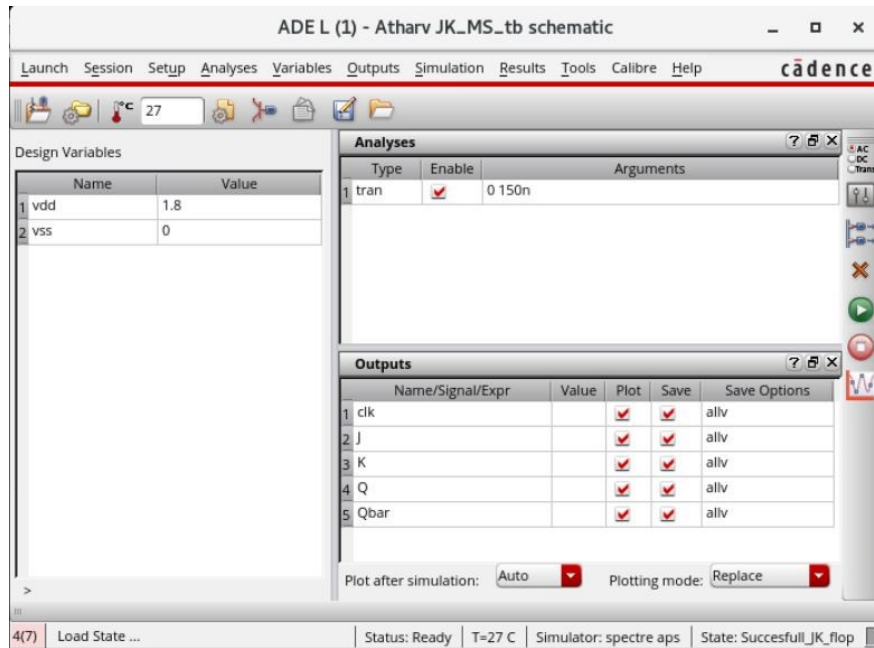 ADE L (1) - Atharv JK_MS_tb schematic
Launch Session Setup Analyses Variables Outputs Simulation Results Tools Calibre Help cādence
°C 27
Design Variables
Name Value
1 vdd 1.8
2 vss 0
>
Analyses
Type Enable Arguments
1 tran 0 150n
Outputs
Name/Signal/Expr Value Plot Save Save Options
1 clk allv
2 J allv
3 K allv
4 Q allv
5 Qbar allv
Plot after simulation: Auto Plotting mode: Replace
AC
DC
Trans
4(7) Load State ... Status: Ready T=27 C Simulator: spectre aps State: Succesfull_JK_flop